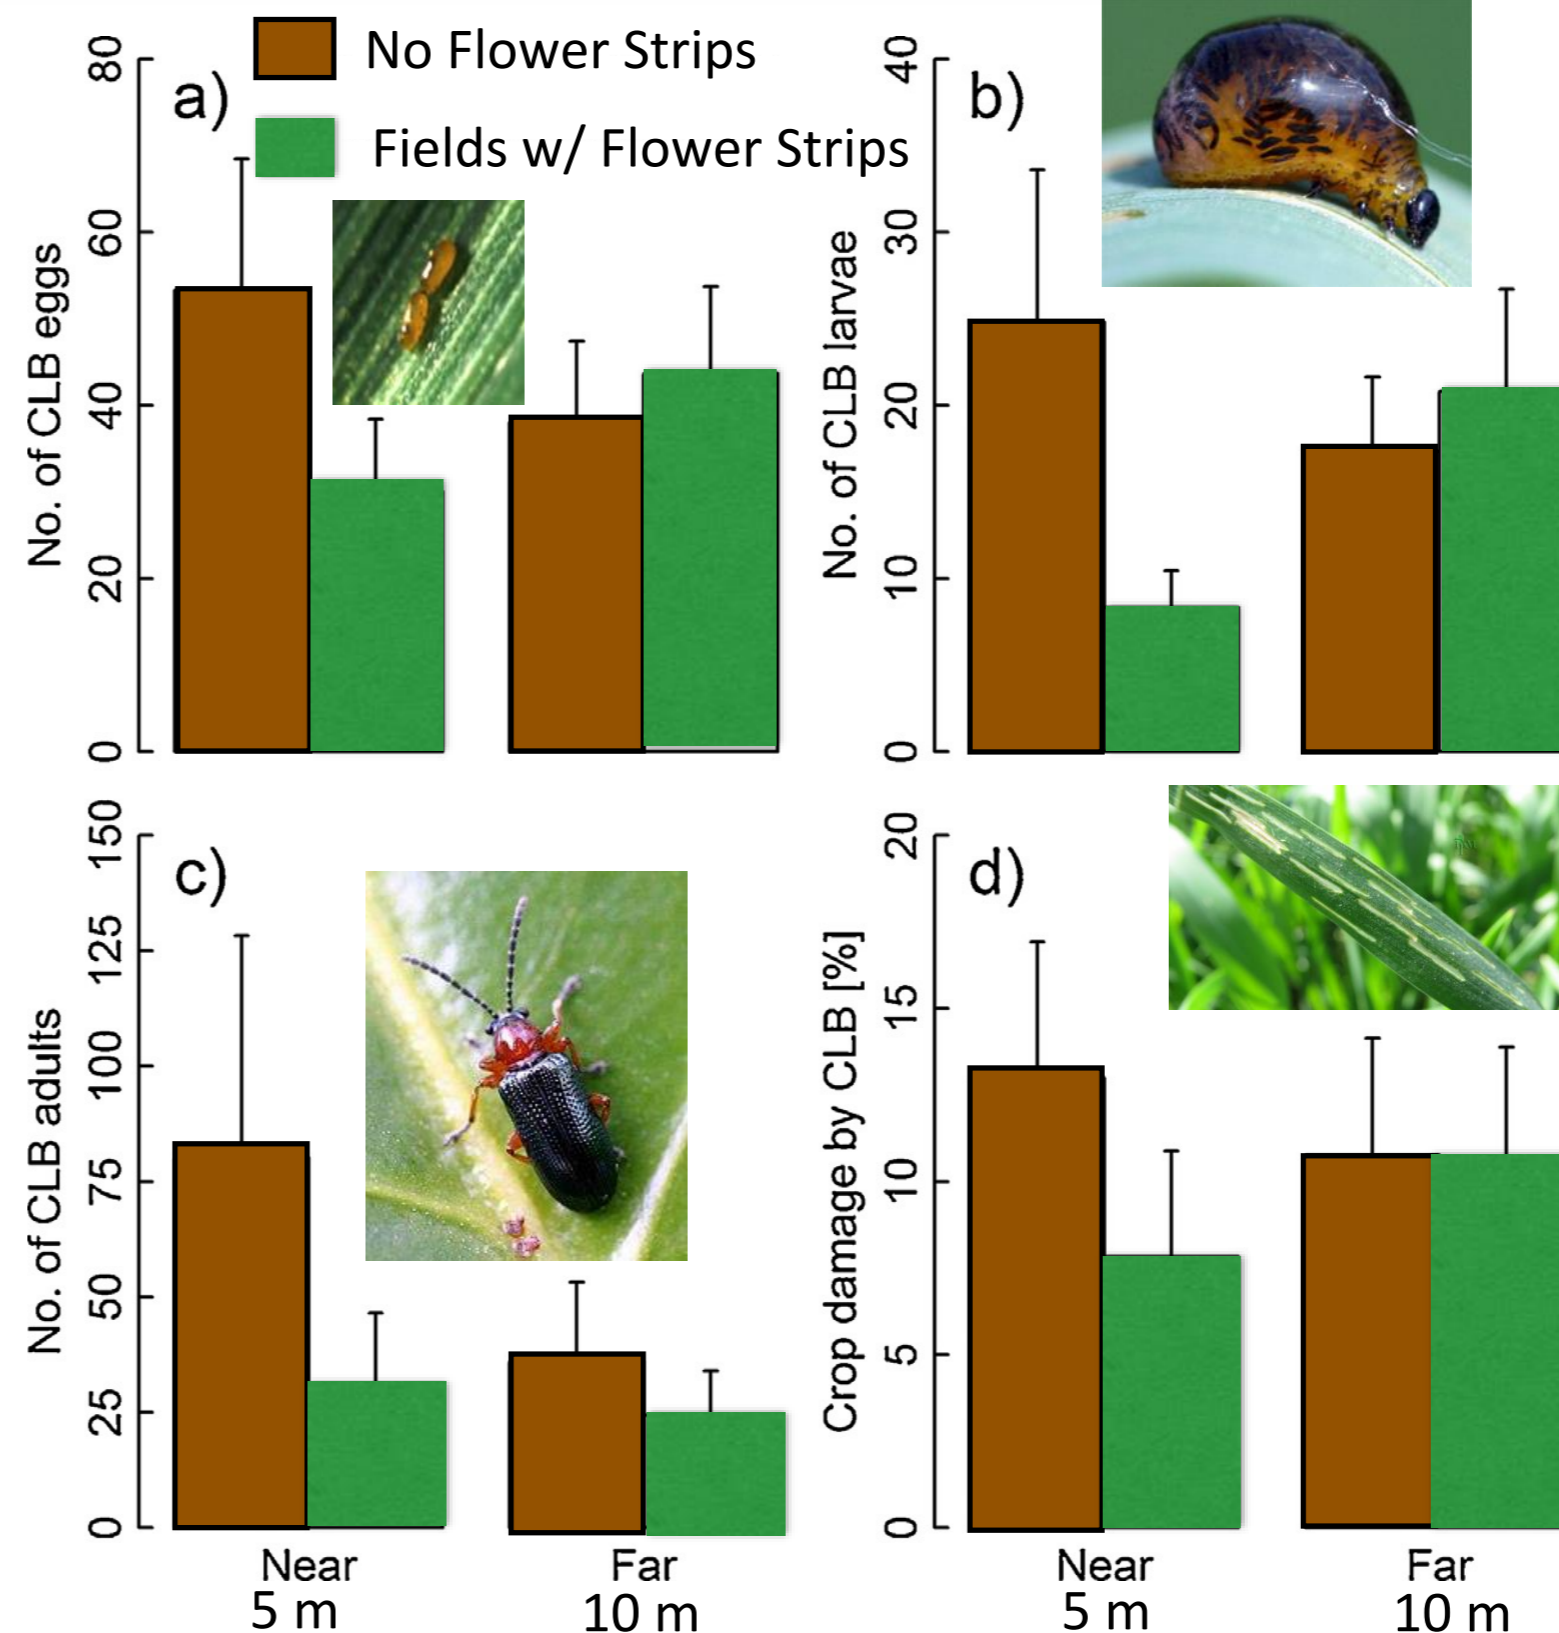 No Flower Strips
Fields w/ Flower Strips
a)
No. of CLB eggs
80
60
40
20
0
b)
No. of CLB larvae
40
30
20
10
0
c)
No. of CLB adults
150
125
100
75
50
25
0
Near
Far
5 m
10 m
d)
Crop damage by CLB [%]
20
15
10
5
0
Near
Far
5 m
10 m